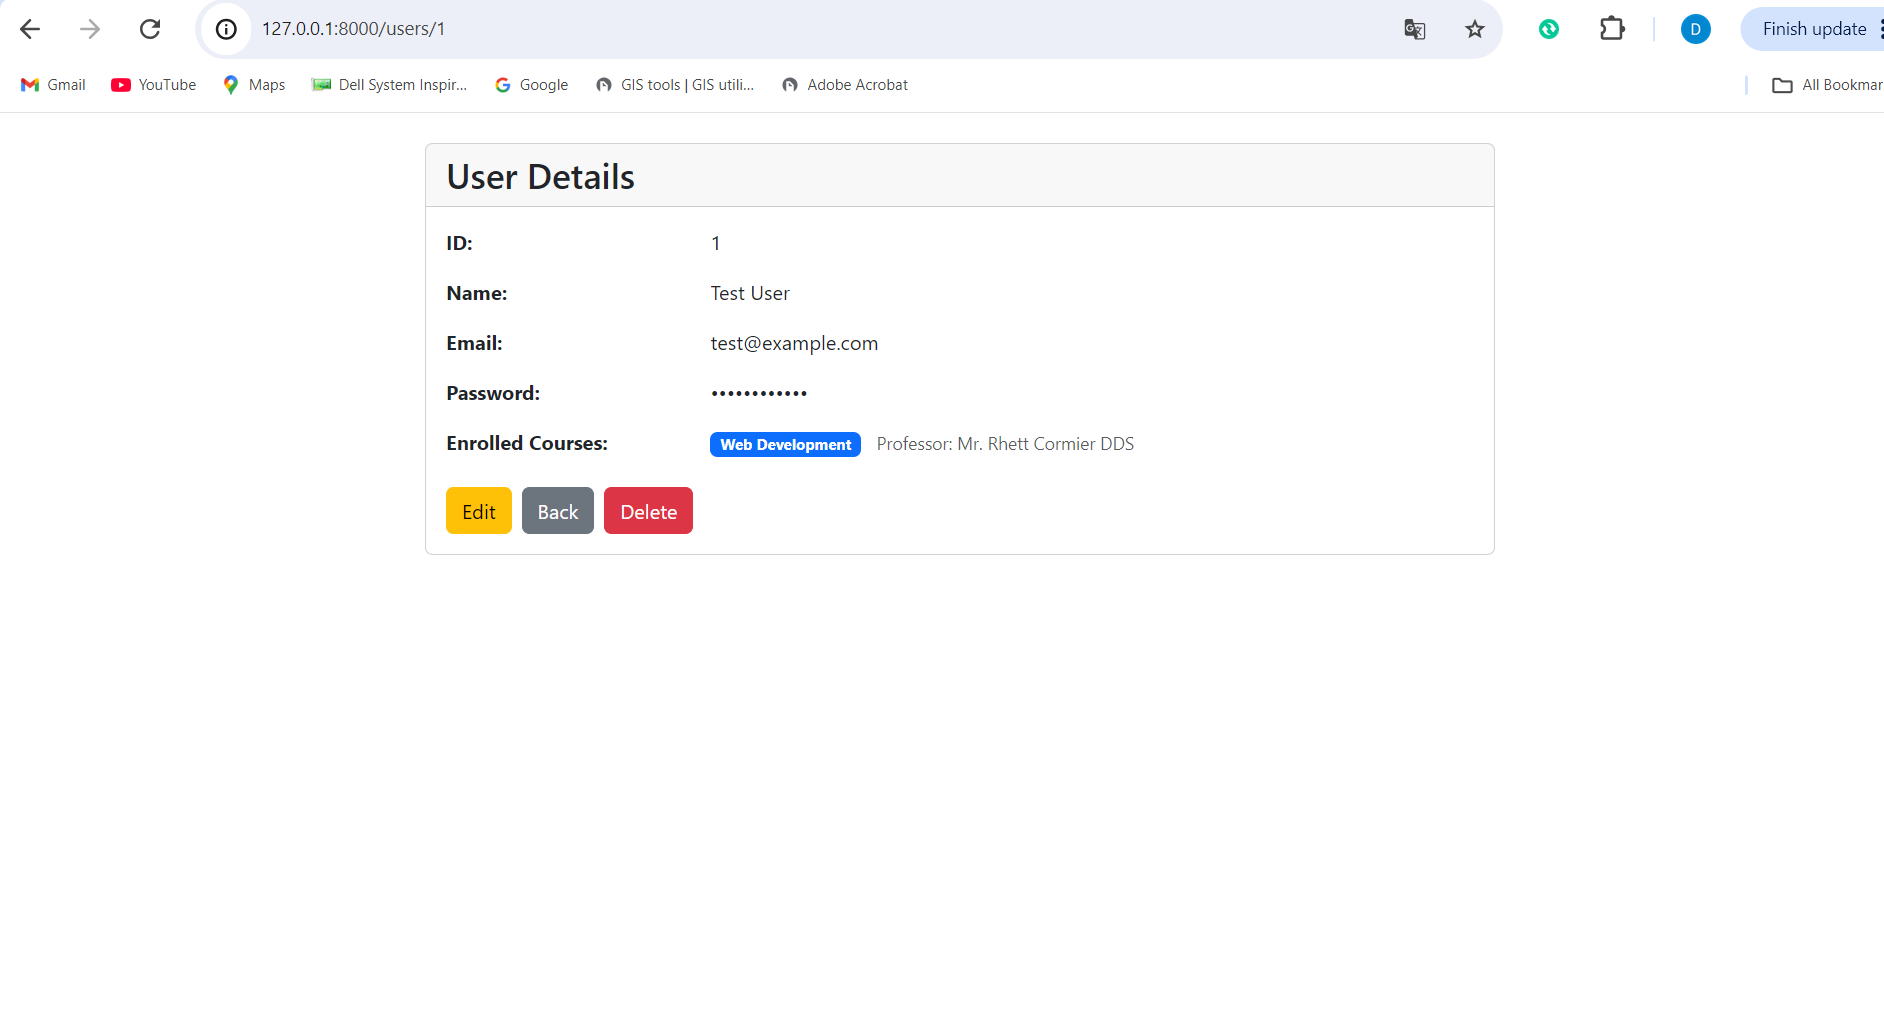 127.0.0.1:8000/users/1
D
Finish update
Gmail YouTube Maps Dell System Inspir... Google GIS tools | GIS utili... Adobe Acrobat All Bookmar
User Details
ID: 1
Name: Test User
Email: test@example.com
Password: ••••••••••••
Enrolled Courses: Web Development Professor: Mr. Rhett Cormier DDS
Edit Back Delete